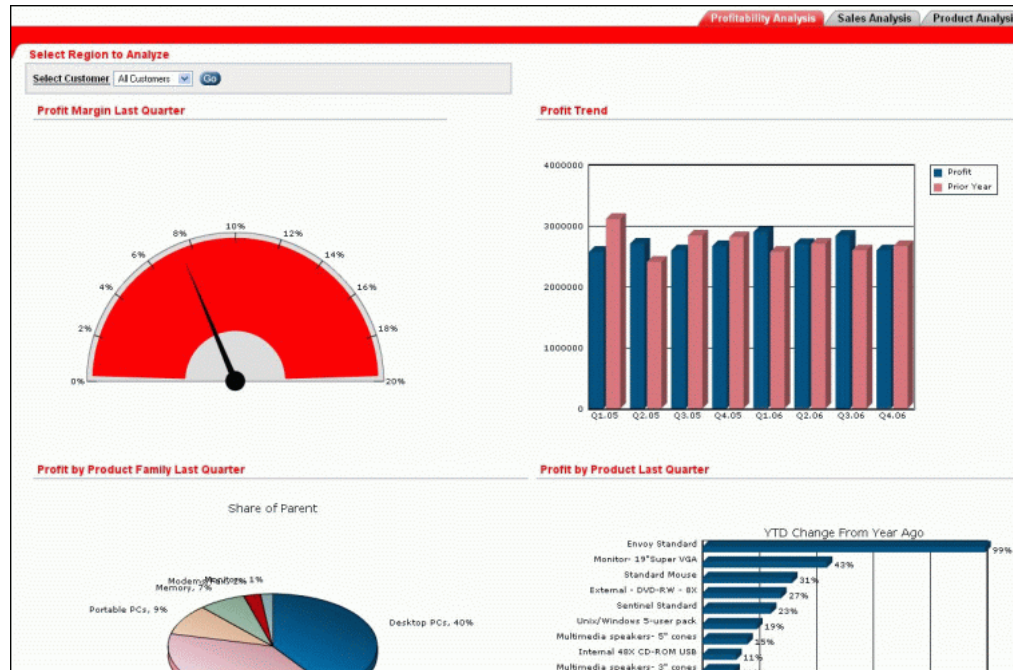 Profitability Analysis Sales Analysis Product Analysi
Select Region to Analyze
Select Customer All Customers Go
Profit Margin Last Quarter
0%
2%
4%
6%
8%
10%
12%
14%
16%
18%
20%
Profit Trend
4000000
3000000
2000000
1000000
0
Q1.05 Q2.05 Q3.05 Q4.05 Q1.06 Q2.06 Q3.06 Q4.06
Profit
Prior Year
Profit by Product Family Last Quarter
Share of Parent
Monitors, 1%
Memory, 7%
Portable PCs, 9%
Desktop PCs, 40%
Profit by Product Last Quarter
YTD Change From Year Ago
Envoy Standard 99%
Monitor- 19"Super VGA 43%
Standard Mouse 31%
External - DVD-RW - 8X 27%
Sentinel Standard 23%
Unix/Windows 5-user pack 19%
Multimedia speakers- 5" cones 15%
Internal 48X CD-ROM USB 11%
Multimedia speakers- 3" cones